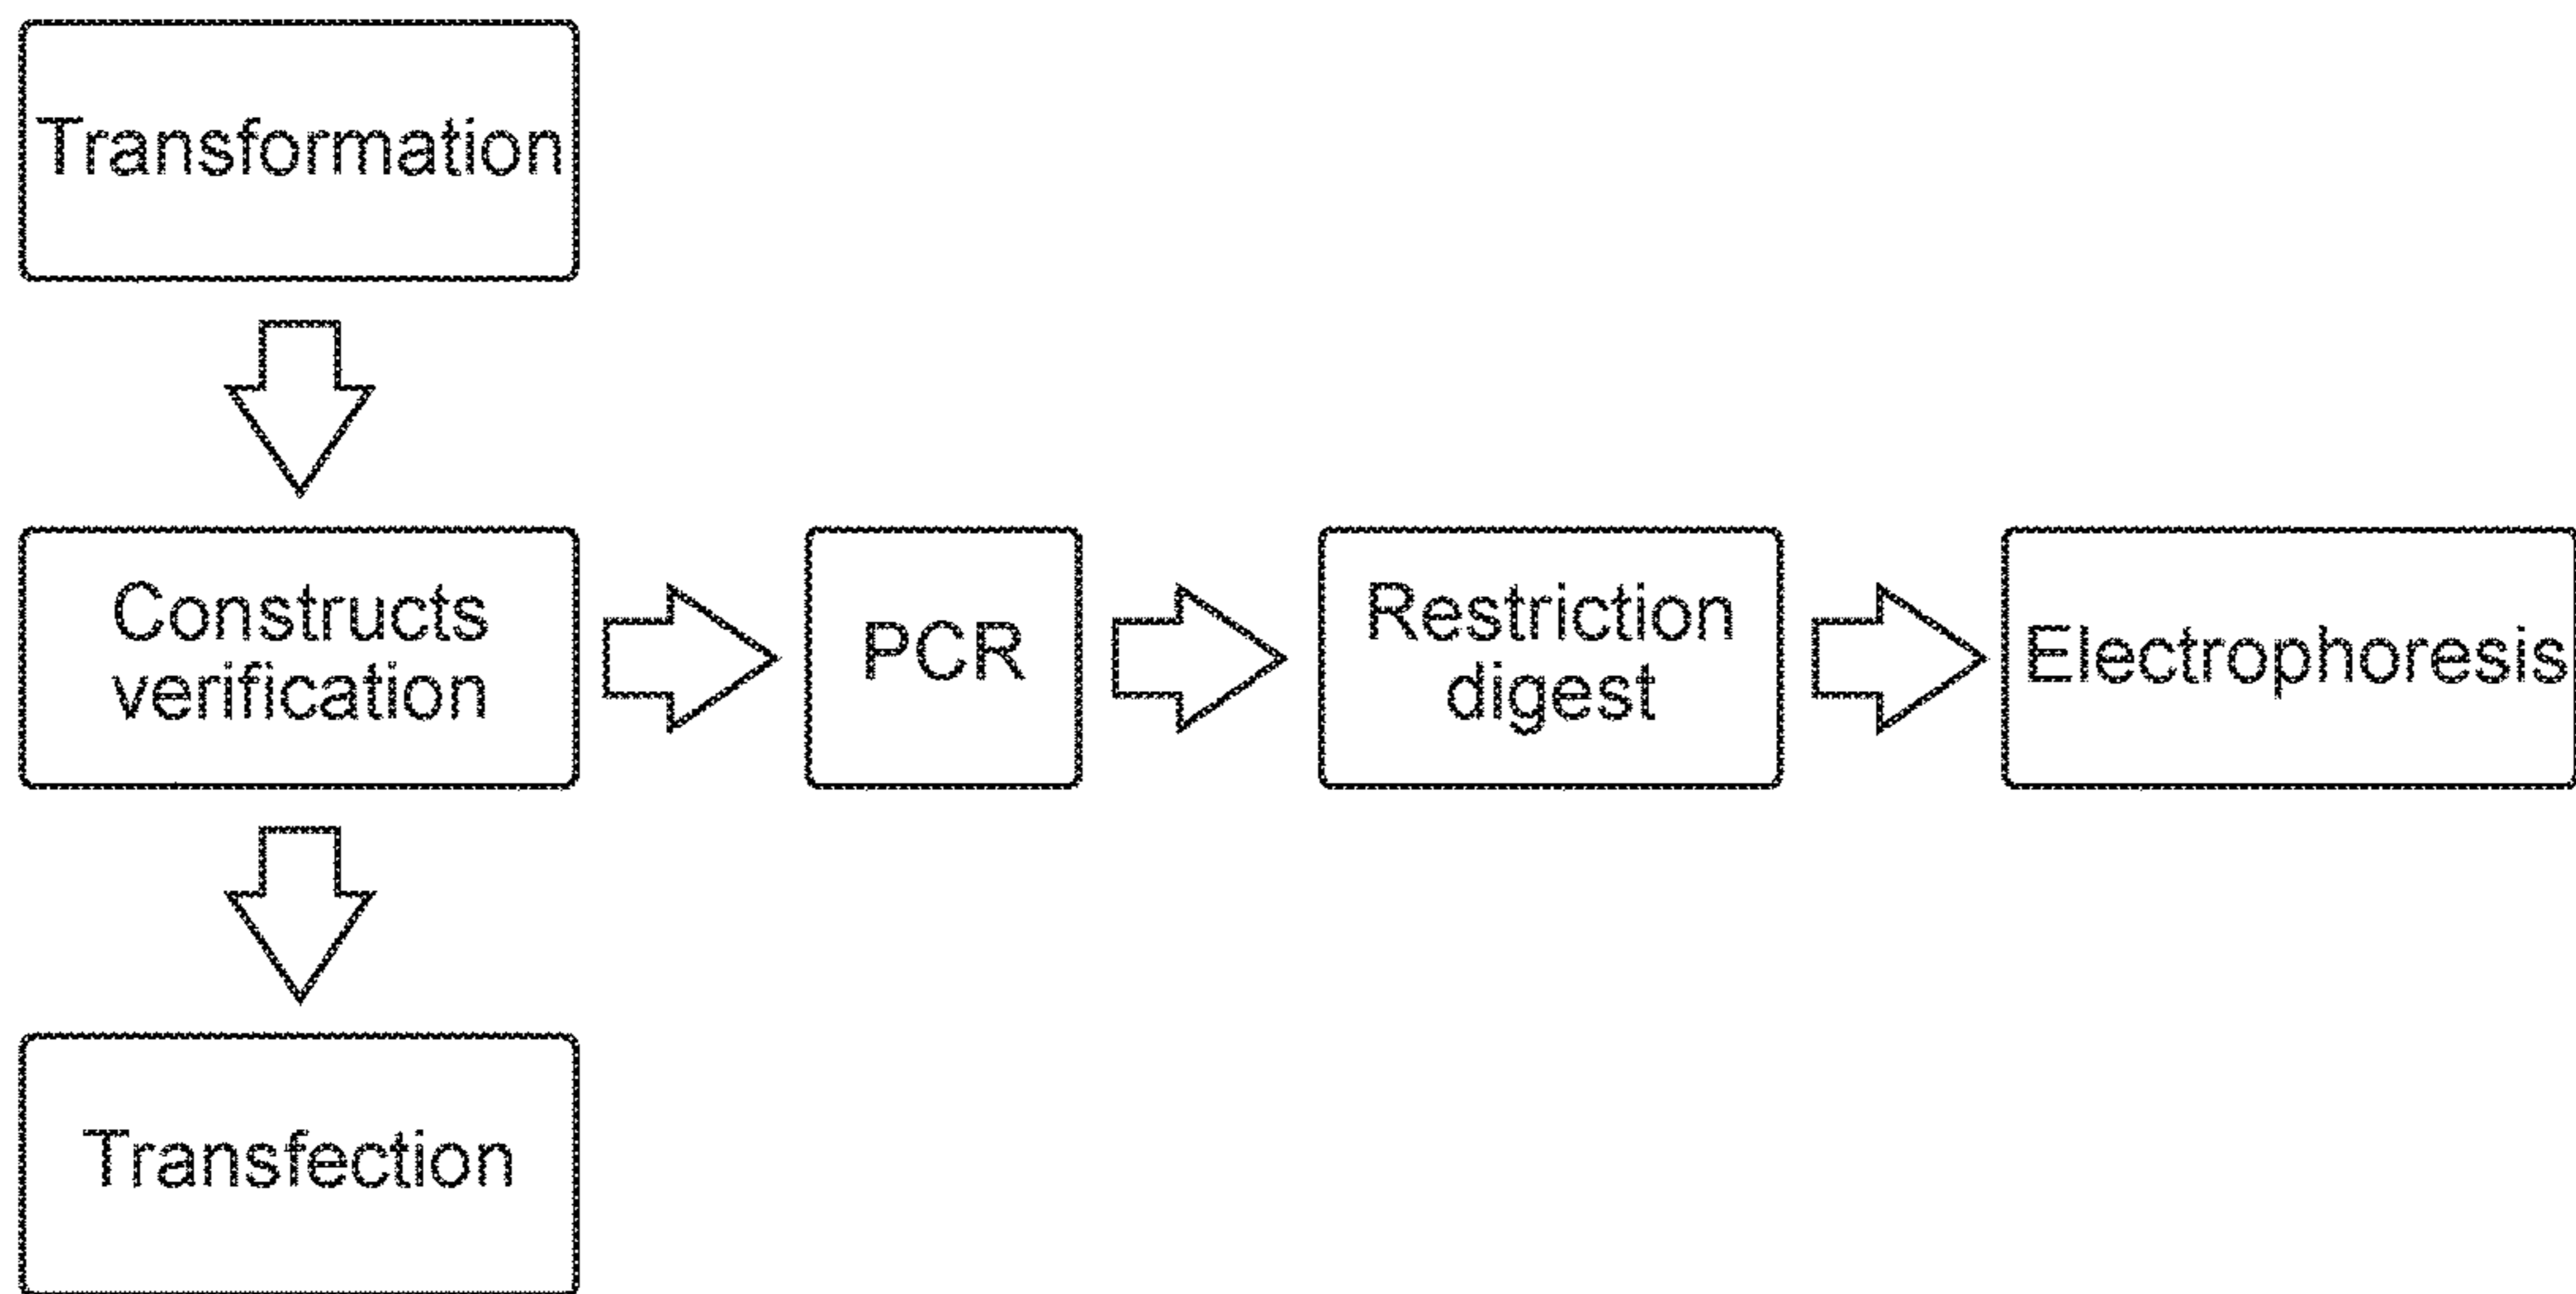 Transformation
Constructs
verification
PCR
Restriction
digest
Electrophoresis
Transfection